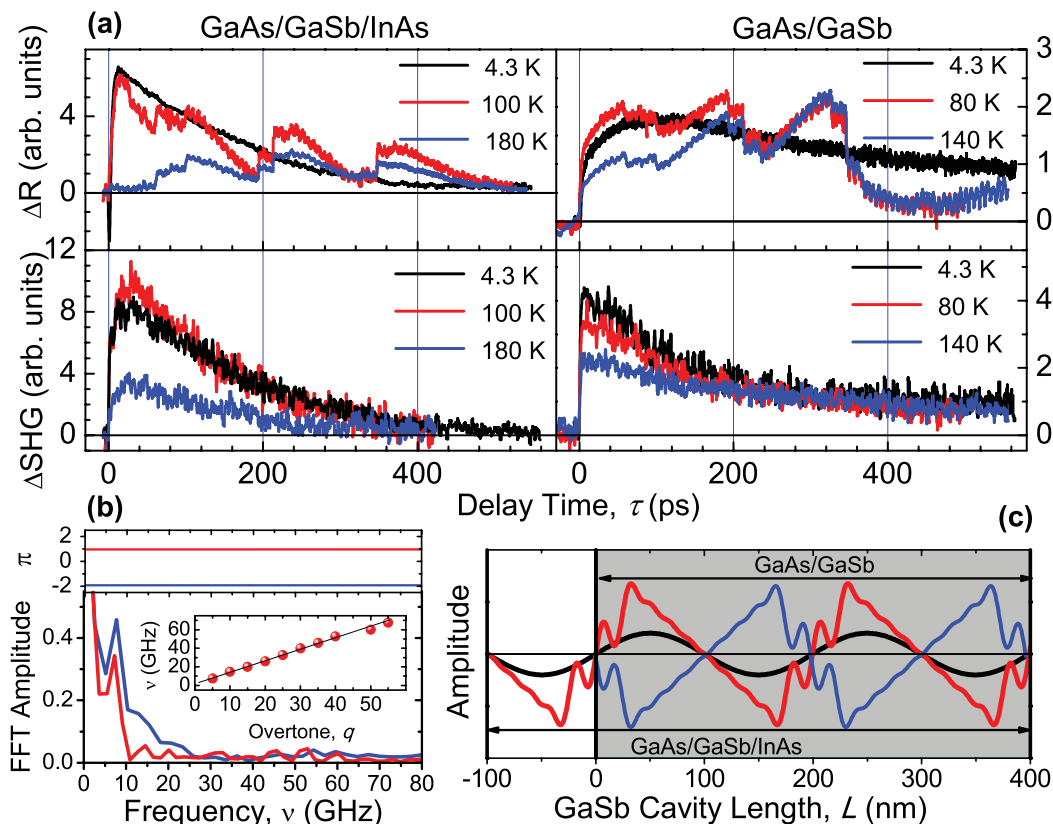 (a)
GaAs/GaSb/InAs
GaAs/GaSb
ΔR (arb. units)
4
0
4.3 K
100 K
180 K
4.3 K
80 K
140 K
3
2
1
0
ΔSHG (arb. units)
12
8
4
0
4.3 K
100 K
180 K
4.3 K
80 K
140 K
4
2
0
0 200 400 0 200 400
Delay Time, τ (ps)
(b)
π
2
0
-2
FFT Amplitude
0.4
0.2
0.0
ν (GHz)
60
40
20
0
0 10 20 30 40 50
Overtone, q
0 10 20 30 40 50 60 70 80
Frequency, ν (GHz)
(c)
Amplitude
GaAs/GaSb
GaAs/GaSb/InAs
-100 0 100 200 300 400
GaSb Cavity Length, L (nm)